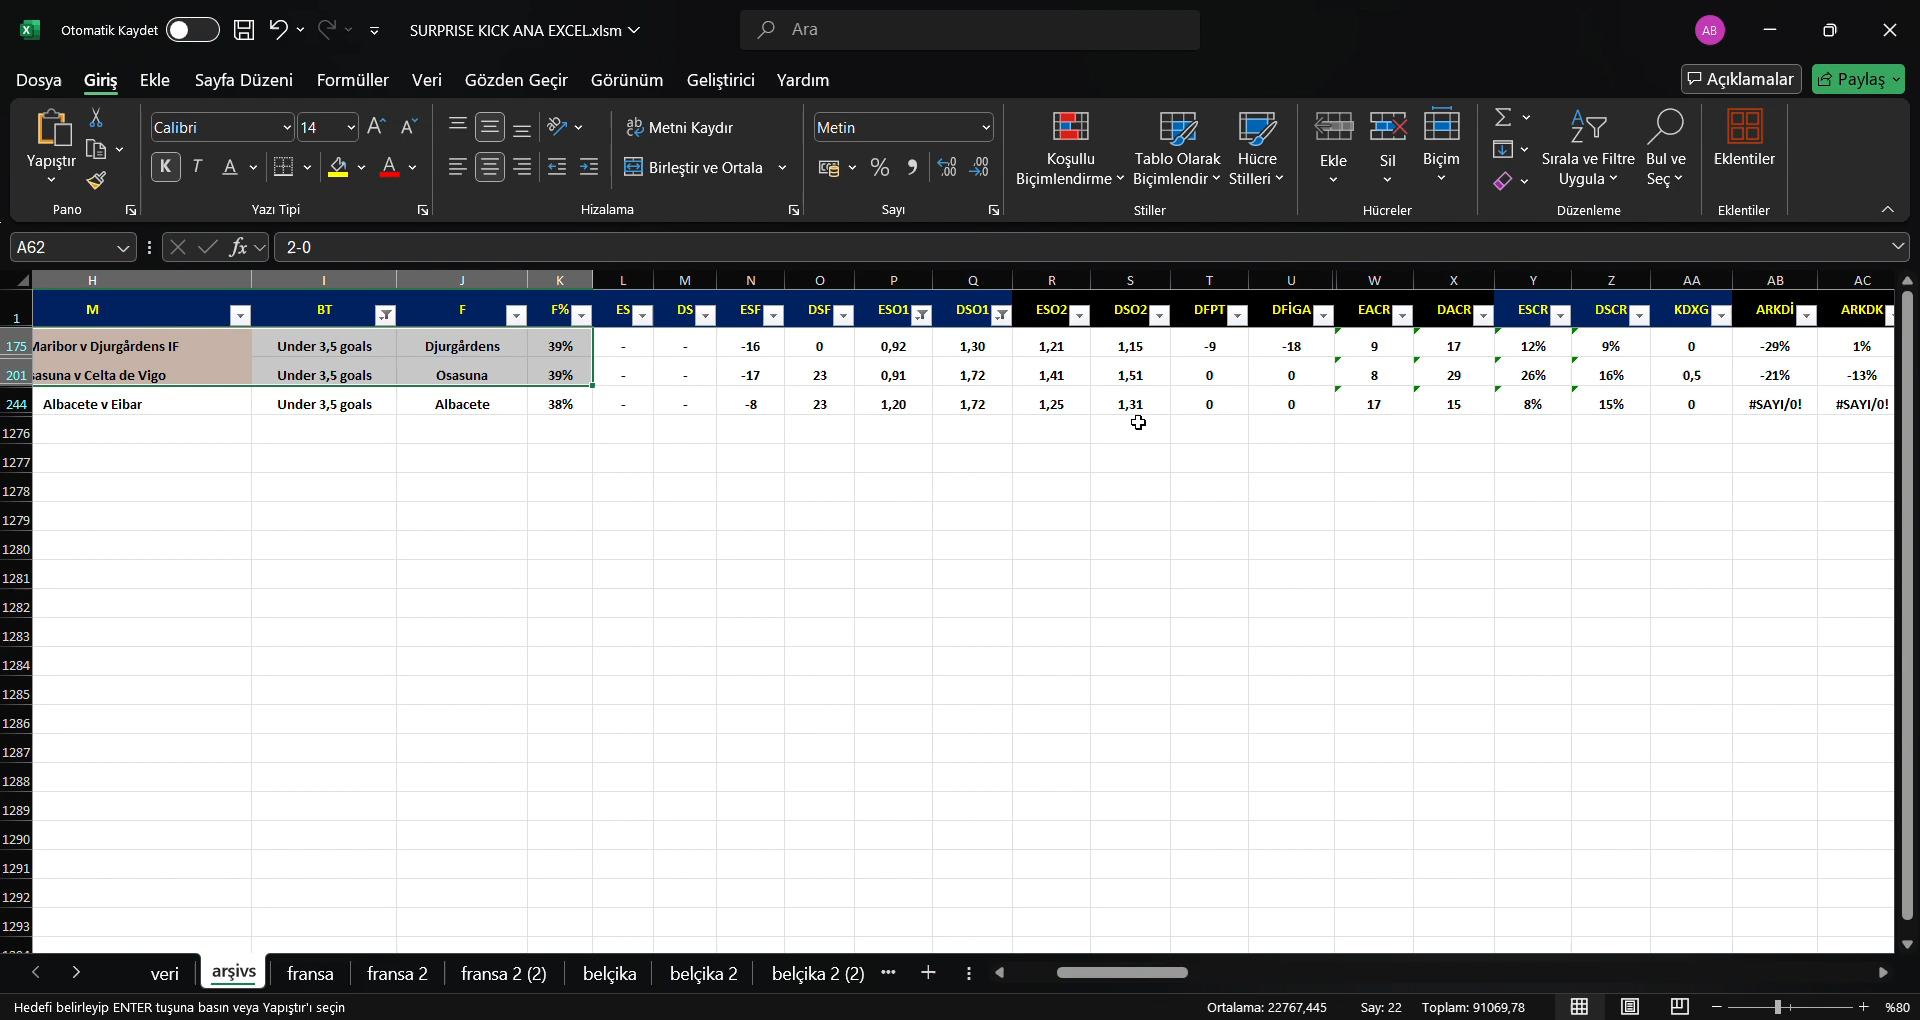 Otomatik Kaydet
SURPRISE KICK ANA EXCEL.xlsm
Ara
AB
Dosya Giriş Ekle Sayfa Düzeni Formüller Veri Gözden Geçir Görünüm Geliştirici Yardım
Açıklamalar
Paylaş
Yapıştır
Pano
Calibri
14
K T A A
Yazı Tipi
Metni Kaydır
Birleştir ve Ortala
Hizalama
Metin
Sayı
Koşullu Biçimlendirme
Tablo Olarak Biçimlendir
Hücre Stilleri
Stiller
Ekle
Sil
Biçim
Hücreler
Sırala ve Filtre Uygula
Bul ve Seç
Düzenleme
Eklentiler
Eklentiler
A62
fx
2-0
H I J K L M N O P Q R S T U W X Y Z AA AB AC
1 M BT F F% ES DS ESF DSF ESO1 DSO1 ESO2 DSO2 DFPT DFİGA EACR DACR ESCR DSCR KDXG ARKDİ ARKDK
175 Maribor v Djurgårdens IF Under 3,5 goals Djurgårdens 39% - - -16 0 0,92 1,30 1,21 1,15 -9 -18 9 17 12% 9% 0 -29% 1%
201 asuna v Celta de Vigo Under 3,5 goals Osasuna 39% - - -17 23 0,91 1,72 1,41 1,51 0 0 8 29 26% 16% 0,5 -21% -13%
244 Albacete v Eibar Under 3,5 goals Albacete 38% - - -8 23 1,20 1,72 1,25 1,31 0 0 17 15 8% 15% 0 #SAYI/0! #SAYI/0!
1276
1277
1278
1279
1280
1281
1282
1283
1284
1285
1286
1287
1288
1289
1290
1291
1292
1293
veri arşivs fransa fransa 2 fransa 2 (2) belçika belçika 2 belçika 2 (2)
Hedefi belirleyip ENTER tuşuna basın veya Yapıştır'ı seçin
Ortalama: 22767,445 Say: 22 Toplam: 91069,78
%80